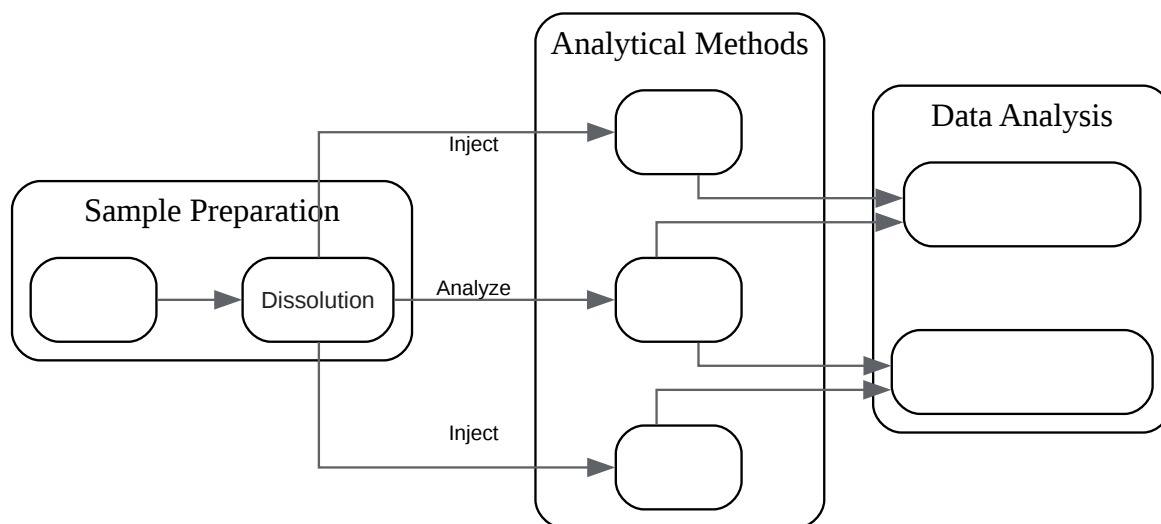 Analytical Methods
Data Analysis
Inject
Sample Preparation
Dissolution
Analyze
Inject